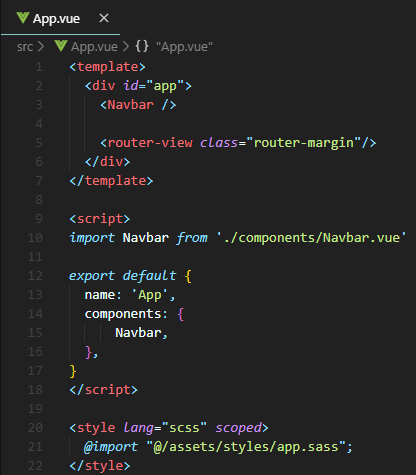 App.vue ×
src > App.vue > {} "App.vue"
1 <template>
2   <div id="app">
3     <Navbar />
4
5     <router-view class="router-margin"/>
6   </div>
7 </template>
8
9 <script>
10 import Navbar from './components/Navbar.vue'
11
12 export default {
13   name: 'App',
14   components: {
15       Navbar,
16   },
17 }
18 </script>
19
20 <style lang="scss" scoped>
21   @import "@/assets/styles/app.sass";
22 </style>